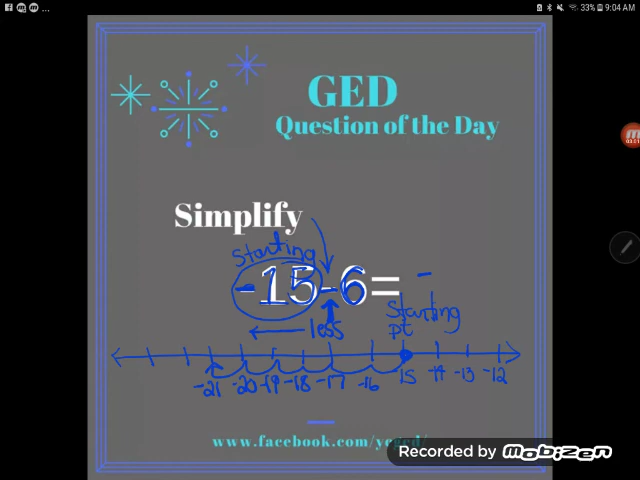 33% 9:04 AM
GED
Question of the Day
Simplify
starting
-15-6= -
less
starting
pt
-21 -20 -19 -18 -17 -16 15 -14 -13 -12
www.facebook.com/ycged/
Recorded by mobizen